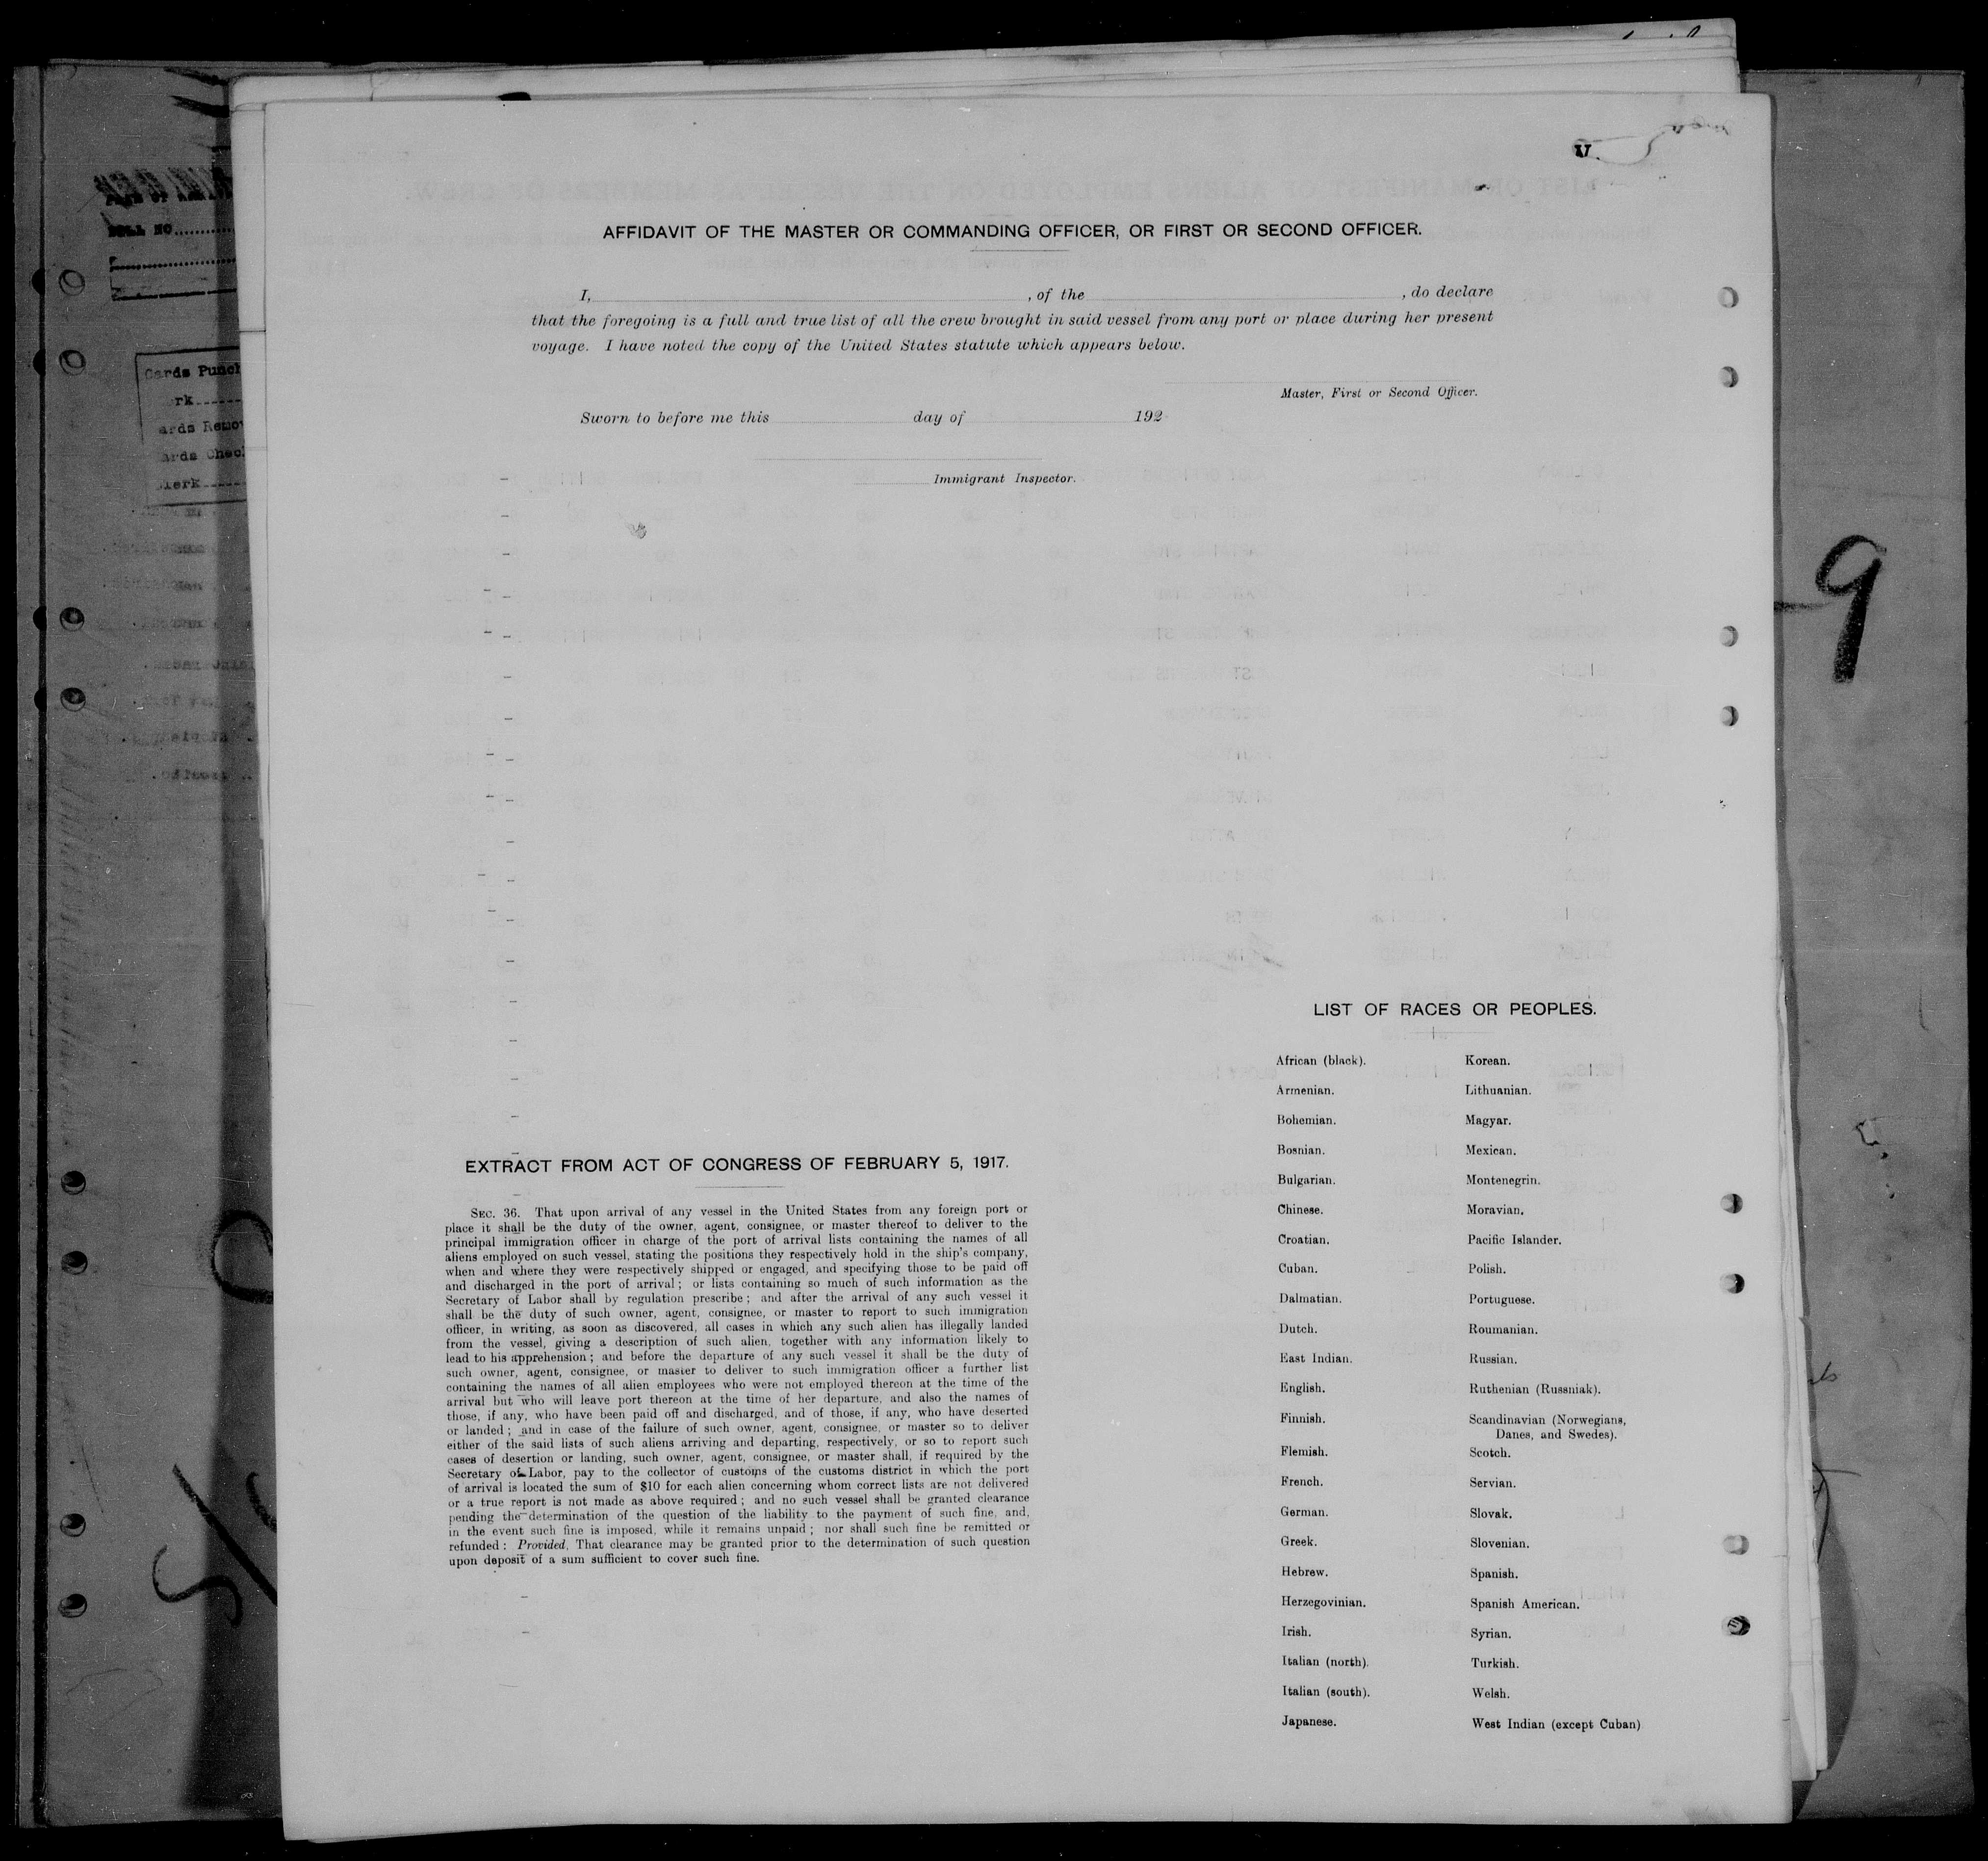 V.
AFFIDAVIT OF THE MASTER OR COMMANDING OFFICER, OR FIRST OR SECOND OFFICER.
I, , of the , do declare
that the foregoing is a full and true list of all the crew brought in said vessel from any port or place during her present
voyage. I have noted the copy of the United States statute which appears below.
Master, First or Second Officer.
Sworn to before me this day of 192
Immigrant Inspector.
ROLL NO
Cards Punch
rk
ards Remov
ards Check
lerk
9
EXTRACT FROM ACT OF CONGRESS OF FEBRUARY 5, 1917.
SEC. 36. That upon arrival of any vessel in the United States from any foreign port or
place it shall be the duty of the owner, agent, consignee, or master thereof to deliver to the
principal immigration officer in charge of the port of arrival lists containing the names of all
aliens employed on such vessel, stating the positions they respectively hold in the ship's company,
when and where they were respectively shipped or engaged, and specifying those to be paid off
and discharged in the port of arrival; or lists containing so much of such information as the
Secretary of Labor shall by regulation prescribe; and after the arrival of any such vessel it
shall be the duty of such owner, agent, consignee, or master to report to such immigration
officer, in writing, as soon as discovered, all cases in which any such alien has illegally landed
from the vessel, giving a description of such alien, together with any information likely to
lead to his apprehension; and before the departure of any such vessel it shall be the duty of
such owner, agent, consignee, or master to deliver to such immigration officer a further list
containing the names of all alien employees who were not employed thereon at the time of the
arrival but who will leave port thereon at the time of her departure, and also the names of
those, if any, who have been paid off and discharged, and of those, if any, who have deserted
or landed; and in case of the failure of such owner, agent, consignee, or master so to deliver
either of the said lists of such aliens arriving and departing, respectively, or so to report such
cases of desertion or landing, such owner, agent, consignee, or master shall, if required by the
Secretary of Labor, pay to the collector of customs of the customs district in which the port
of arrival is located the sum of $10 for each alien concerning whom correct lists are not delivered
or a true report is not made as above required; and no such vessel shall be granted clearance
pending the determination of the question of the liability to the payment of such fine, and,
in the event such fine is imposed, while it remains unpaid; nor shall such fine be remitted or
refunded: Provided, That clearance may be granted prior to the determination of such question
upon deposit of a sum sufficient to cover such fine.
LIST OF RACES OR PEOPLES.
African (black).
Armenian.
Bohemian.
Bosnian.
Bulgarian.
Chinese.
Croatian.
Cuban.
Dalmatian.
Dutch.
East Indian.
English.
Finnish.
Flemish.
French.
German.
Greek.
Hebrew.
Herzegovinian.
Irish.
Italian (north).
Italian (south).
Japanese.
Korean.
Lithuanian.
Magyar.
Mexican.
Montenegrin.
Moravian.
Pacific Islander.
Polish.
Portuguese.
Roumanian.
Russian.
Ruthenian (Russniak).
Scandinavian (Norwegians,
Danes, and Swedes).
Scotch.
Servian.
Slovak.
Slovenian.
Spanish.
Spanish American.
Syrian.
Turkish.
Welsh.
West Indian (except Cuban)